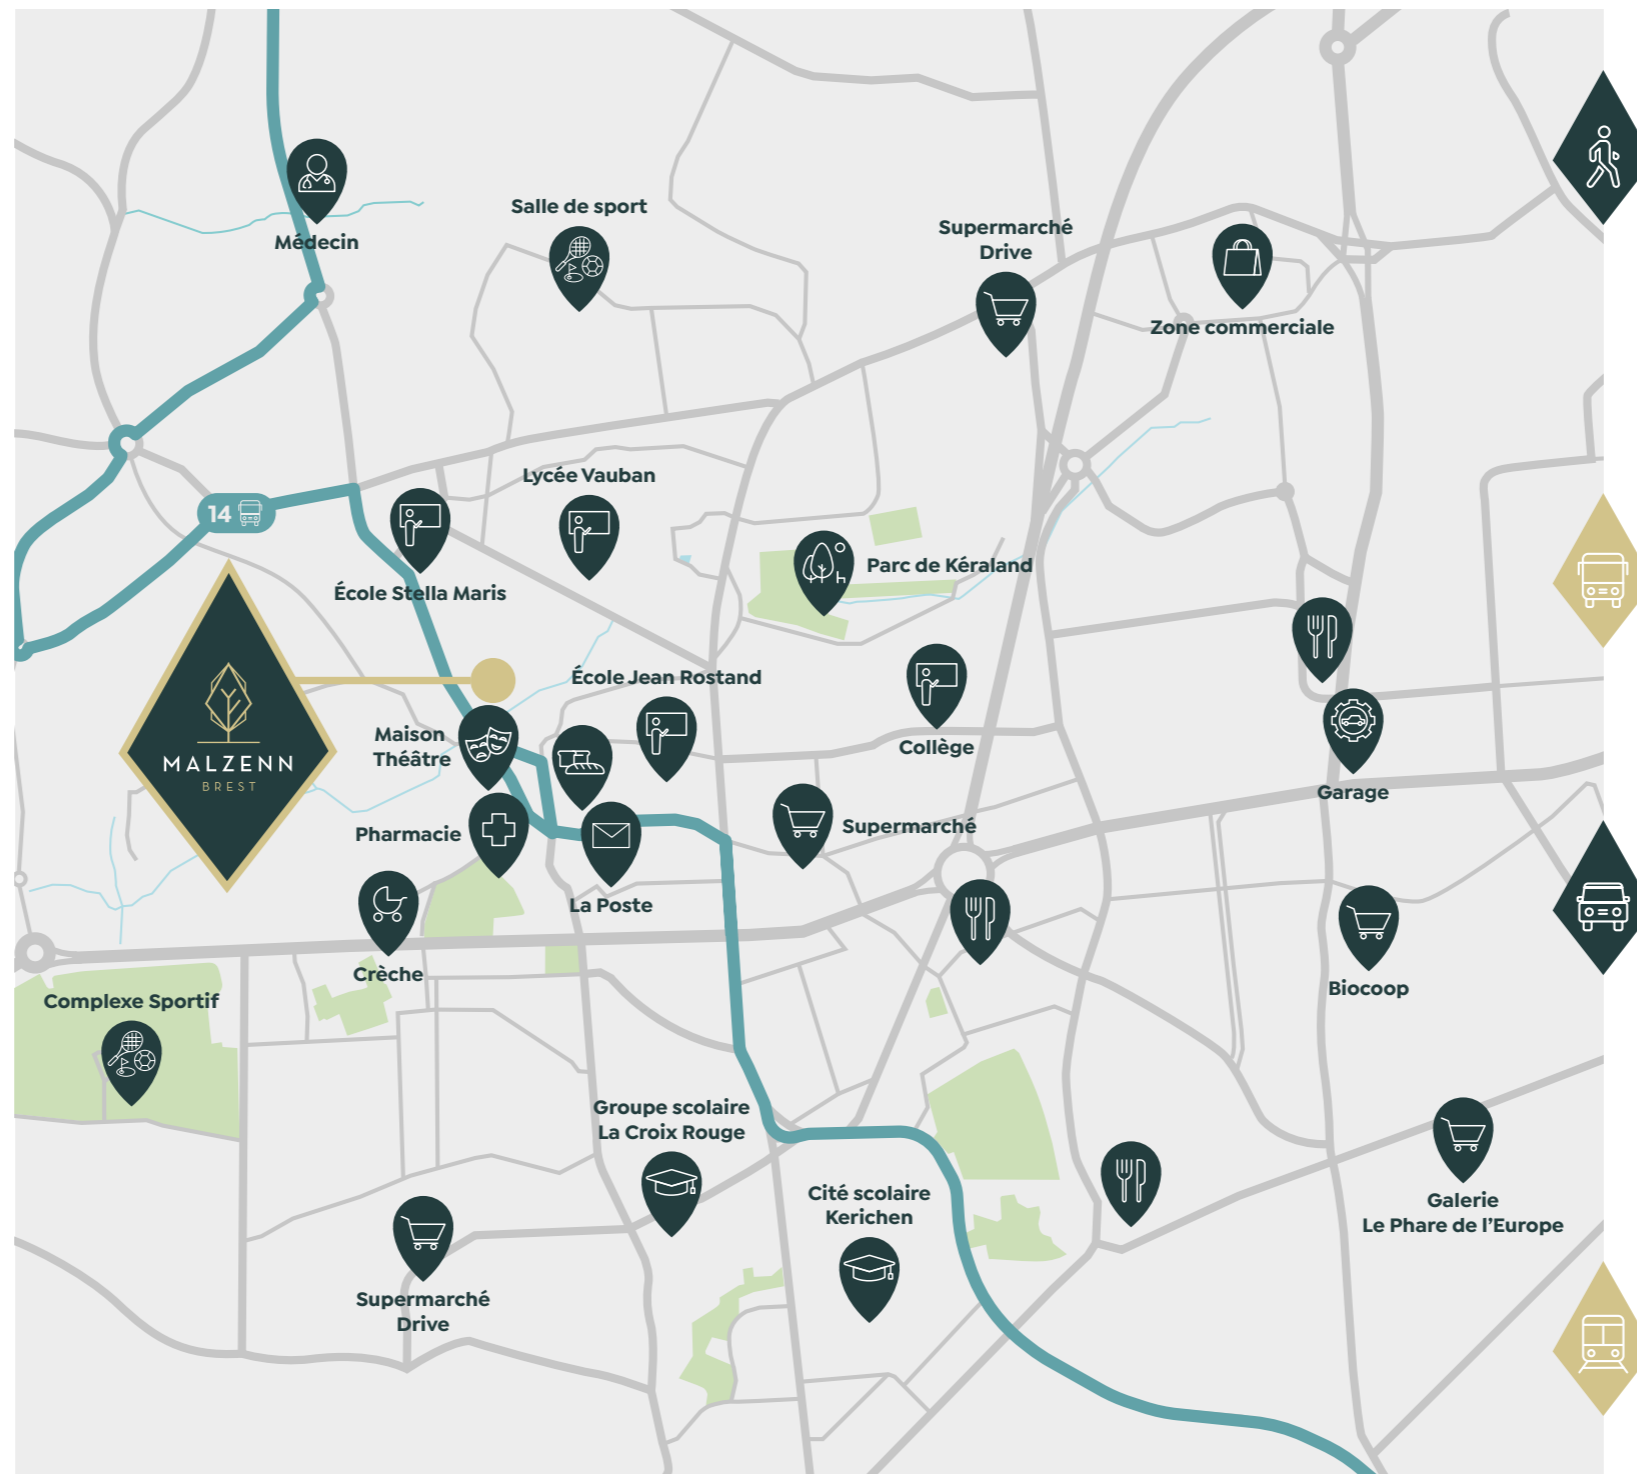 Médecin
Salle de sport
Supermarché
Drive
Zone commerciale
Lycée Vauban
14
École Stella Maris
Parc de Kéraland
École Jean Rostand
Maison
Théâtre
Collège
MALZENN
BREST
Garage
Pharmacie
Supermarché
La Poste
Crèche
Biocoop
Complexe Sportif
Groupe scolaire
La Croix Rouge
Cité scolaire
Kerichen
Galerie
Le Phare de l’Europe
Supermarché
Drive